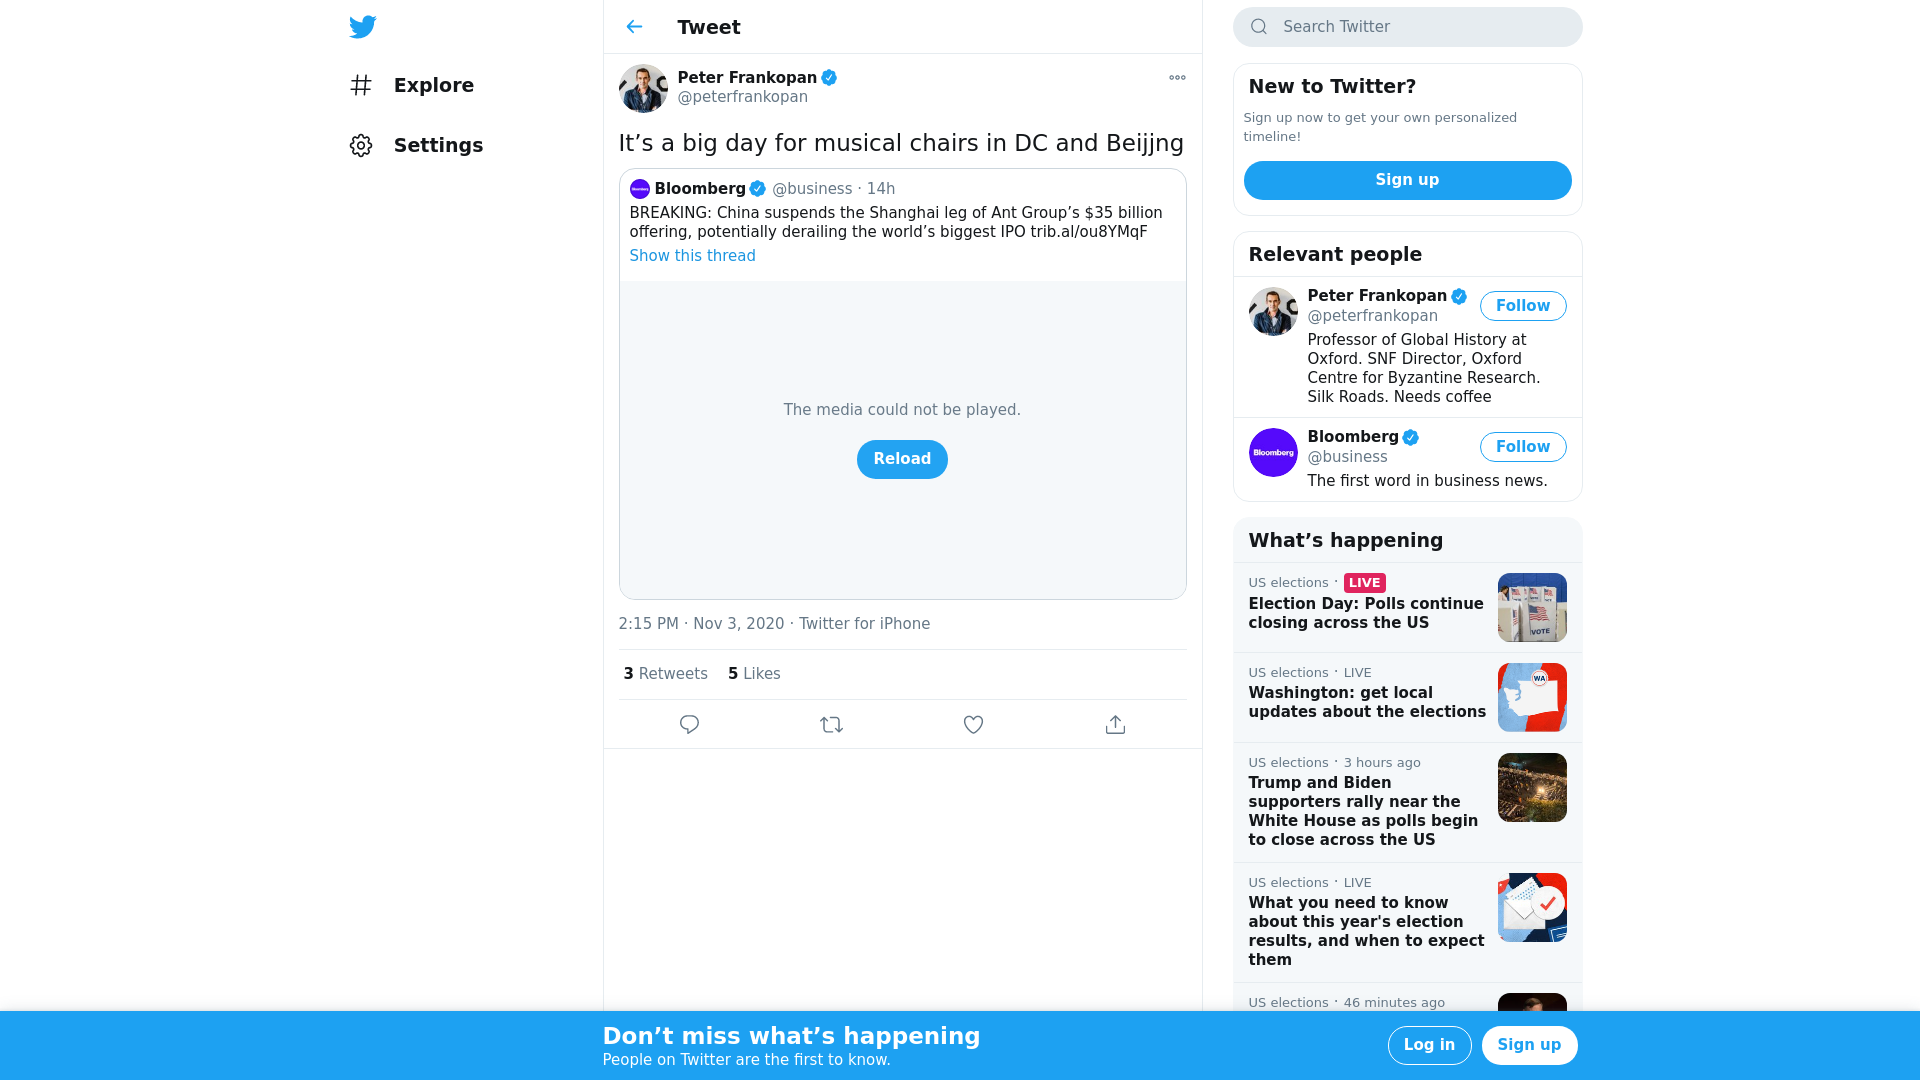 Explore
Settings
Tweet
Peter Frankopan
@peterfrankopan
It’s a big day for musical chairs in DC and Beijjng
Bloomberg @business · 14h
BREAKING: China suspends the Shanghai leg of Ant Group’s $35 billion
offering, potentially derailing the world’s biggest IPO trib.al/ou8YMqF
Show this thread
The media could not be played.
Reload
2:15 PM · Nov 3, 2020 · Twitter for iPhone
3 Retweets 5 Likes
Search Twitter
New to Twitter?
Sign up now to get your own personalized
timeline!
Sign up
Relevant people
Peter Frankopan
@peterfrankopan
Follow
Professor of Global History at
Oxford. SNF Director, Oxford
Centre for Byzantine Research.
Silk Roads. Needs coffee
Bloomberg
Bloomberg
@business
Follow
The first word in business news.
What’s happening
US elections · LIVE
Election Day: Polls continue
closing across the US
VOTE
US elections · LIVE
Washington: get local
updates about the elections
WA
US elections · 3 hours ago
Trump and Biden
supporters rally near the
White House as polls begin
to close across the US
US elections · LIVE
What you need to know
about this year's election
results, and when to expect
them
US elections · 46 minutes ago
Don’t miss what’s happening
People on Twitter are the first to know.
Log in
Sign up